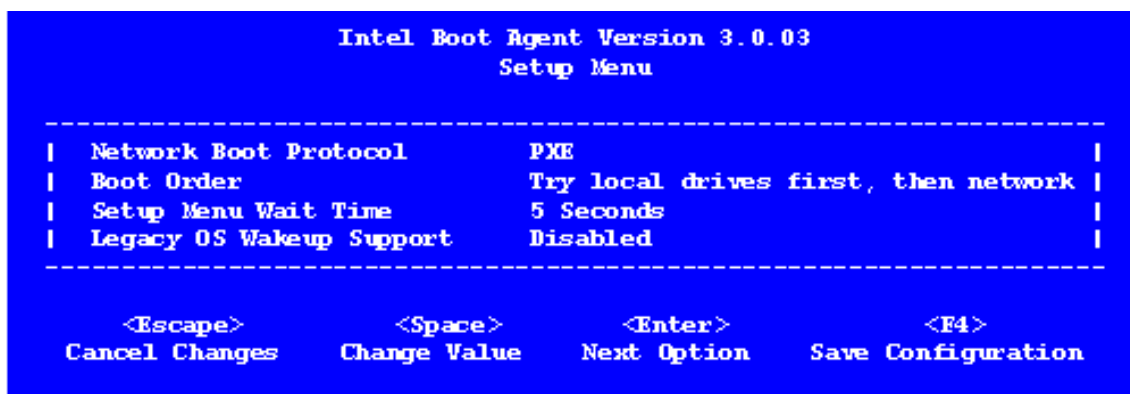 Intel Boot Agent Version 3.0.03
Setup Menu
Network Boot Protocol PXE
Boot Order Try local drives first, then network
Setup Menu Wait Time 5 Seconds
Legacy OS Wakeup Support Disabled
<Escape> <Space> <Enter> <F4>
Cancel Changes Change Value Next Option Save Configuration